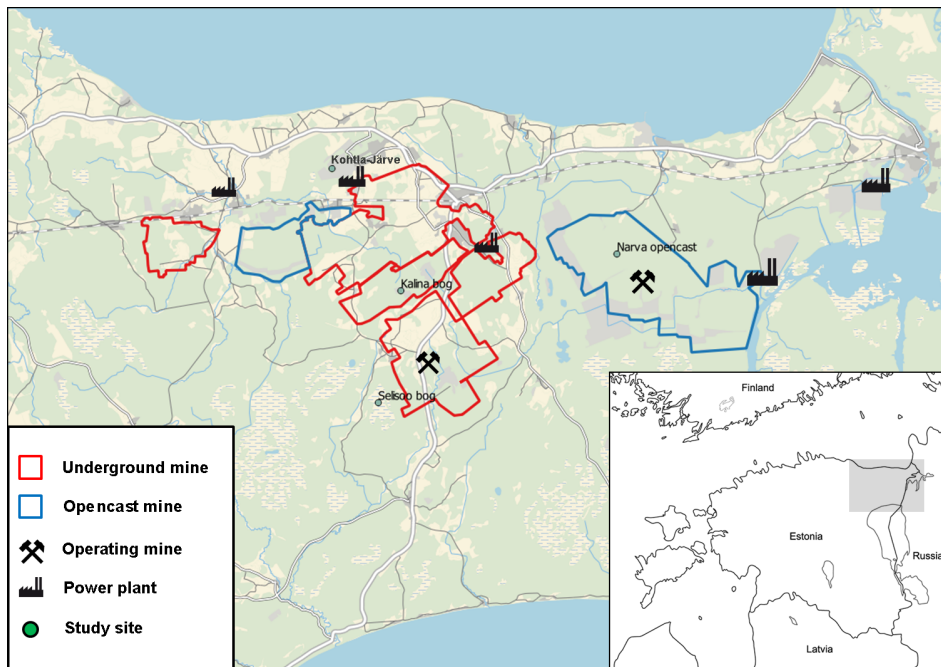 Kohtla-Järve
Narva opencast
Kalina bog
Selisoo bog
Underground mine
Opencast mine
Operating mine
Power plant
Study site
Finland
Estonia
Russia
Latvia